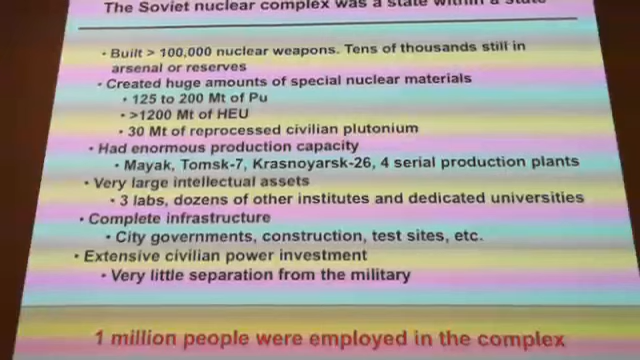 The Soviet nuclear complex was a state within a state
• Built > 100,000 nuclear weapons. Tens of thousands still in
arsenal or reserves
• Created huge amounts of special nuclear materials
• 125 to 200 Mt of Pu
• >1200 Mt of HEU
• 30 Mt of reprocessed civilian plutonium
• Had enormous production capacity
• Mayak, Tomsk-7, Krasnoyarsk-26, 4 serial production plants
• Very large intellectual assets
• 3 labs, dozens of other institutes and dedicated universities
• Complete infrastructure
• City governments, construction, test sites, etc.
• Extensive civilian power investment
• Very little separation from the military
1 million people were employed in the complex